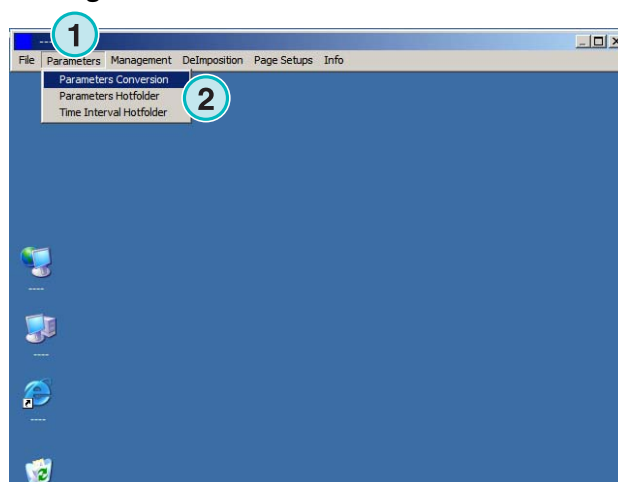 1
----
File Parameters Management DeImposition Page Setups Info
Parameters Conversion
Parameters Hotfolder
Time Interval Hotfolder
2
----
----
----